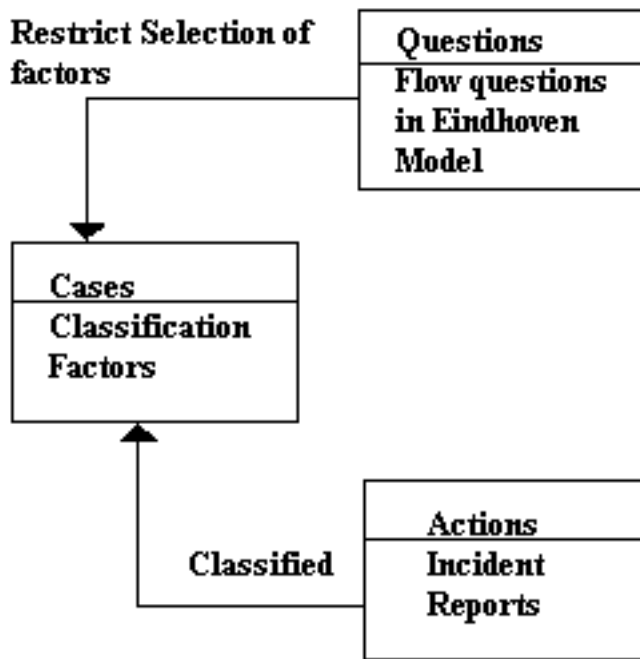 Restrict Selection of
factors
Questions
Flow questions
in Eindhoven
Model
Cases
Classification
Factors
Classified
Actions
Incident
Reports